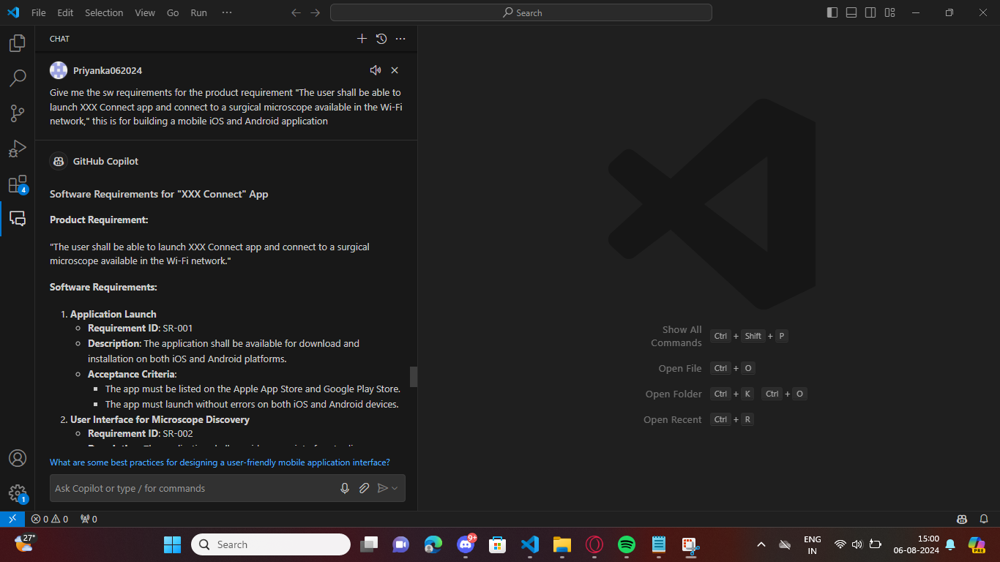 File Edit Selection View Go Run ···
Search
CHAT
Priyanka062024
Give me the sw requirements for the product requirement "The user shall be able to
launch XXX Connect app and connect to a surgical microscope available in the Wi-Fi
network," this is for building a mobile iOS and Android application
GitHub Copilot
Software Requirements for "XXX Connect" App
Product Requirement:
"The user shall be able to launch XXX Connect app and connect to a surgical
microscope available in the Wi-Fi network."
Software Requirements:
1. Application Launch
Requirement ID: SR-001
Description: The application shall be available for download and
installation on both iOS and Android platforms.
Acceptance Criteria:
The app must be listed on the Apple App Store and Google Play Store.
The app must launch without errors on both iOS and Android devices.
2. User Interface for Microscope Discovery
Requirement ID: SR-002
What are some best practices for designing a user-friendly mobile application interface?
Ask Copilot or type / for commands
4
1
Show All
Commands
Ctrl + Shift + P
Open File Ctrl + O
Open Folder Ctrl + K Ctrl + O
Open Recent Ctrl + R
0 0 0
27°
Search
9+
ENG
IN
15:00
06-08-2024
PRE